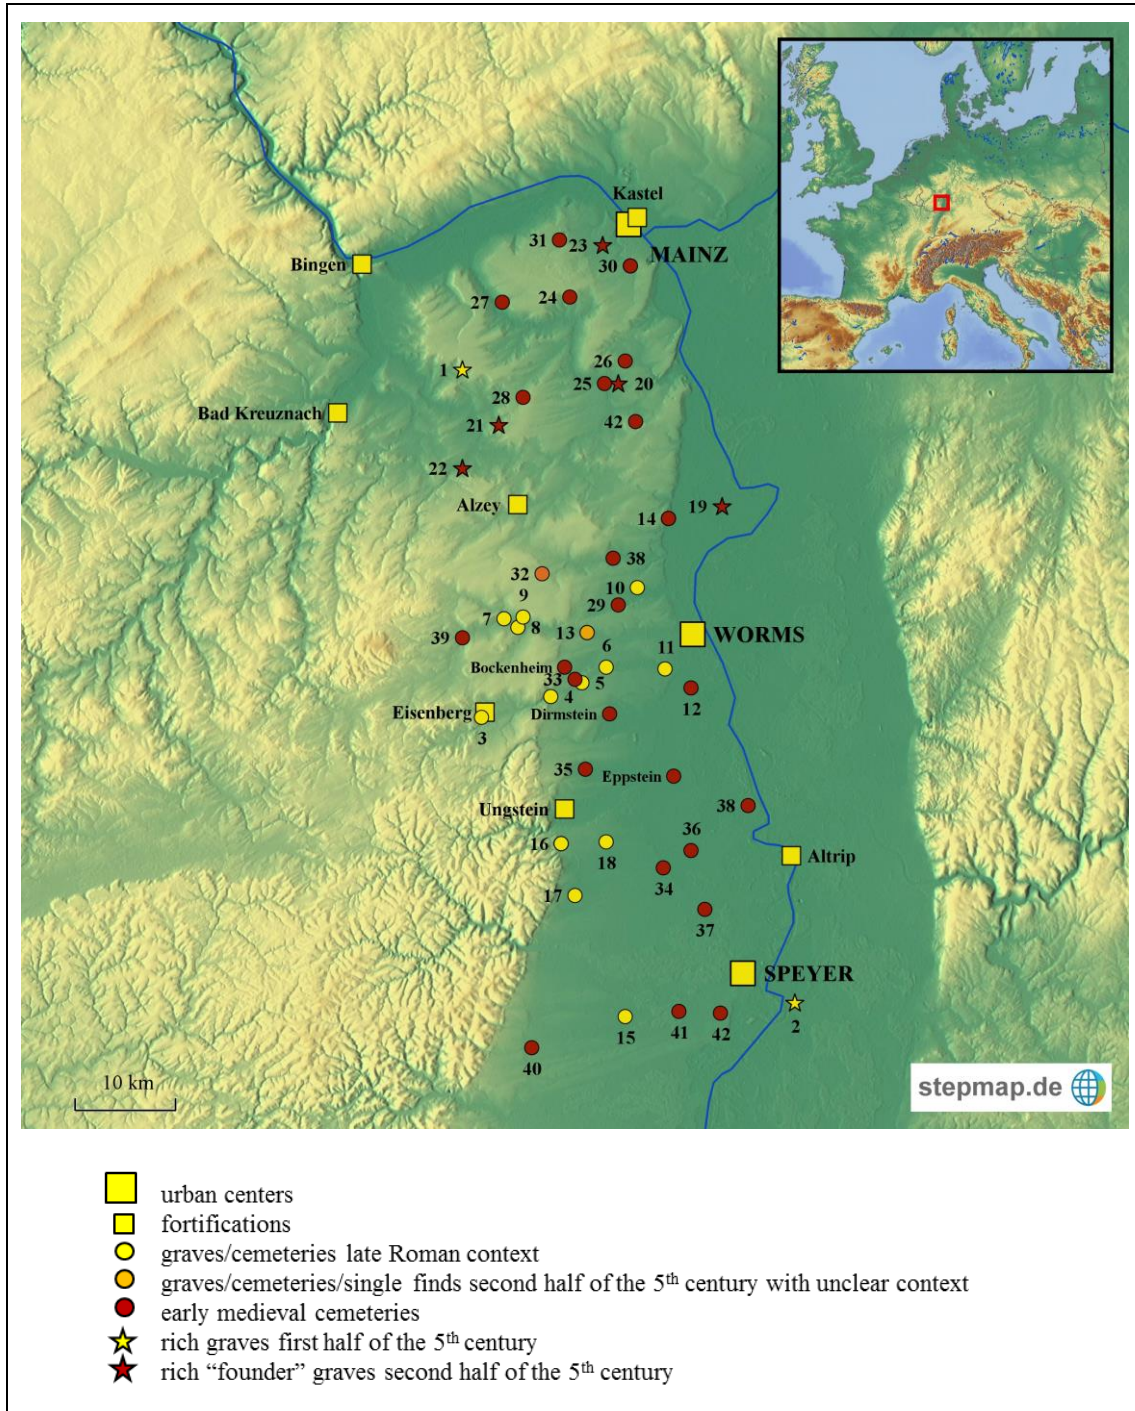 Kastel
31
23
MAINZ
30
Bingen
27
24
26
1
25
20
28
Bad Kreuznach
21
42
22
Alzey
19
14
38
32
10
9
29
7
8
13
WORMS
39
6
11
Bockenheim
33
5
12
4
Eisenberg
Dirmstein
3
35
Eppstein
38
Ungstein
36
16
18
Altrip
34
17
37
SPEYER
2
15
41
42
40
10 km
stepmap.de
urban centers
fortifications
graves/cemeteries late Roman context
graves/cemeteries/single finds second half of the 5th century with unclear context
early medieval cemeteries
rich graves first half of the 5th century
rich “founder” graves second half of the 5th century